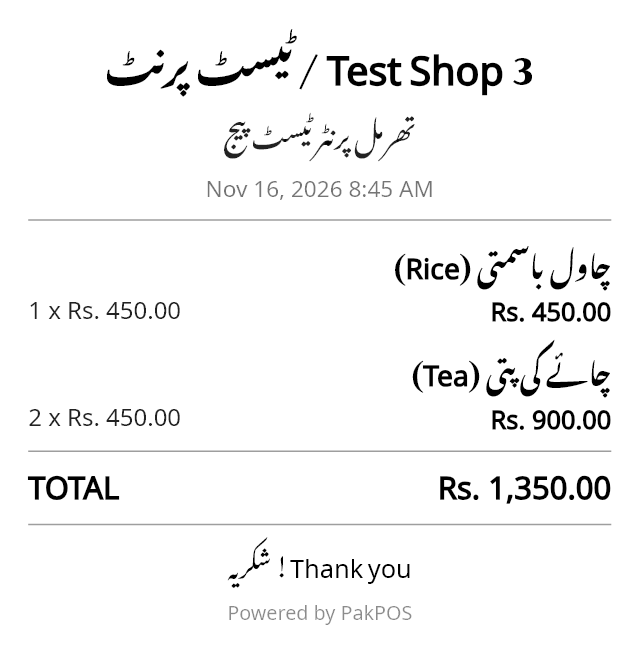 ٹیسٹ پرنٹ / Test Shop 3
تھرمل پرنٹر ٹیسٹ پیج
Nov 16, 2026 8:45 AM
چاول باسمتی (Rice)
1 x Rs. 450.00 Rs. 450.00
چائے کی پتی (Tea)
2 x Rs. 450.00 Rs. 900.00
TOTAL Rs. 1,350.00
شکریہ ! Thank you
Powered by PakPOS